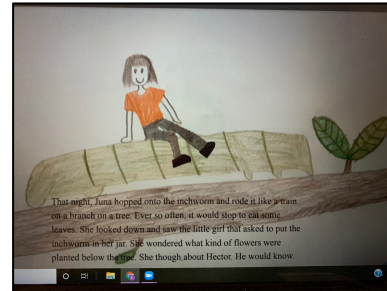 That night, Juna hopped onto the inchworm and rode it like a train
on a branch on a tree. Ever so often, it would stop to eat some
leaves. She looked down and saw the little girl that asked to put the
inchworm in her jar. She wondered what kind of flowers were
planted below the tree. She though about Hector. He would know.